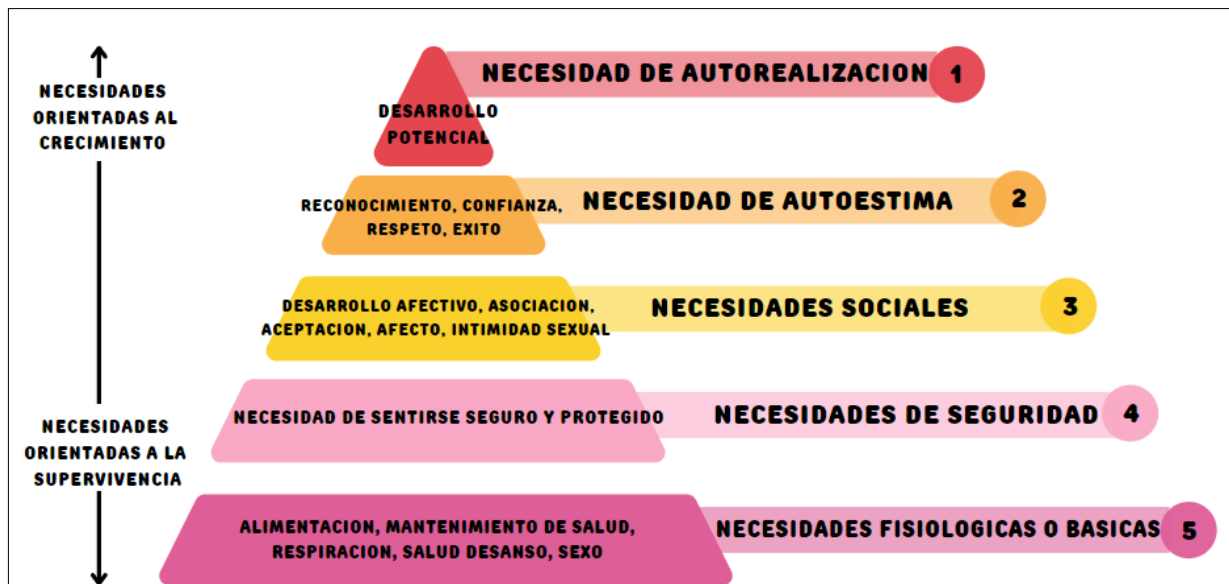 NECESIDADES
ORIENTADAS AL
CRECIMIENTO
NECESIDAD DE AUTOREALIZACION 1
DESARROLLO
POTENCIAL
RECONOCIMIENTO, CONFIANZA,
RESPETO, EXITO
NECESIDAD DE AUTOESTIMA 2
DESARROLLO AFECTIVO, ASOCIACION,
ACEPTACION, AFECTO, INTIMIDAD SEXUAL
NECESIDADES SOCIALES 3
NECESIDAD DE SENTIRSE SEGURO Y PROTEGIDO
NECESIDADES DE SEGURIDAD 4
NECESIDADES
ORIENTADAS A LA
SUPERVIVENCIA
ALIMENTACION, MANTENIMIENTO DE SALUD,
RESPIRACION, SALUD DESANSO, SEXO
NECESIDADES FISIOLOGICAS O BASICAS 5